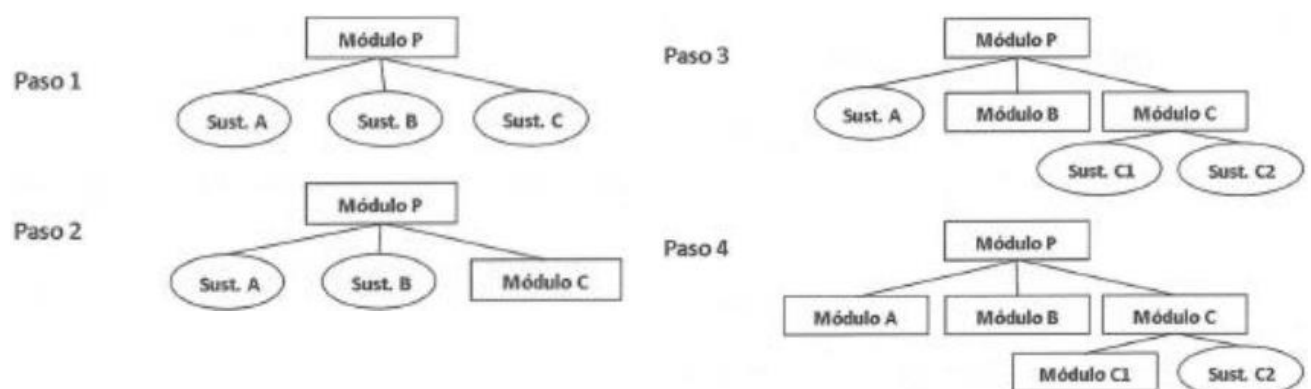 Paso 1
Módulo P
Sust. A
Sust. B
Sust. C
Paso 2
Módulo P
Sust. A
Sust. B
Módulo C
Paso 3
Módulo P
Sust. A
Módulo B
Módulo C
Sust. C1
Sust. C2
Paso 4
Módulo P
Módulo A
Módulo B
Módulo C
Módulo C1
Sust. C2